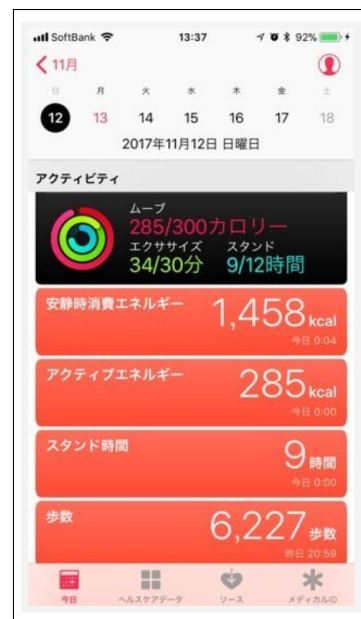 SoftBank 13:37 92%
11月
日 月 火 水 木 金 土
12 13 14 15 16 17 18
2017年11月12日 日曜日
アクティビティ
ムーブ
285/300カロリー
エクササイズ スタンド
34/30分 9/12時間
安静時消費エネルギー 1,458 kcal
今日 0:04
アクティブエネルギー 285 kcal
今日 0:00
スタンド時間 9 時間
今日 0:00
歩数 6,227 歩数
昨日 20:59
今日 ヘルスケアデータ ソース メディカルID